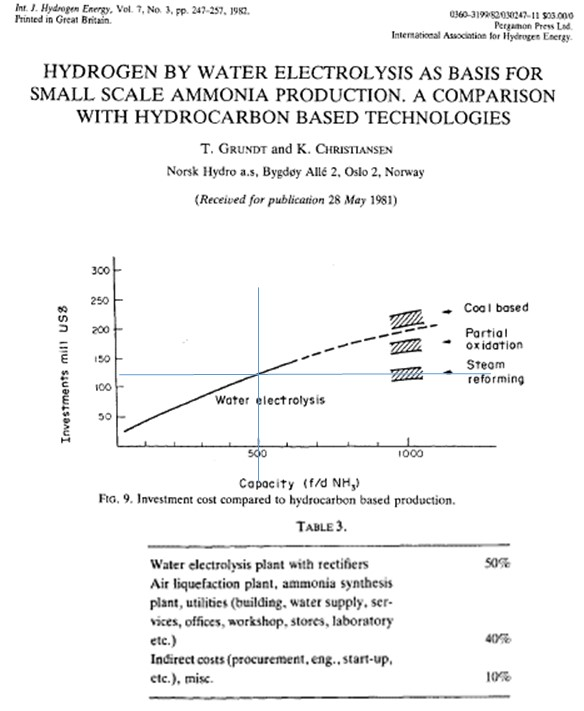 Int. J. Hydrogen Energy, Vol. 7, No. 3, pp. 247–257, 1982.
Printed in Great Britain.
0360–3199/82/030247–11 $03.00/0
Pergamon Press Ltd.
International Association for Hydrogen Energy.
HYDROGEN BY WATER ELECTROLYSIS AS BASIS FOR
SMALL SCALE AMMONIA PRODUCTION. A COMPARISON
WITH HYDROCARBON BASED TECHNOLOGIES
T. GRUNDT and K. CHRISTIANSEN
Norsk Hydro a.s, Bygdøy Allé 2, Oslo 2, Norway
(Received for publication 28 May 1981)
Investments mill US$
300
250
200
150
100
50
Coal based
Partial
oxidation
Steam
reforming
Water electrolysis
500
1000
Capacity (t/d NH3)
FIG. 9. Investment cost compared to hydrocarbon based production.
TABLE 3.
Water electrolysis plant with rectifiers 50%
Air liquefaction plant, ammonia synthesis
plant, utilities (building, water supply, ser-
vices, offices, workshop, stores, laboratory
etc.) 40%
Indirect costs (procurement, eng., start-up,
etc.), misc. 10%